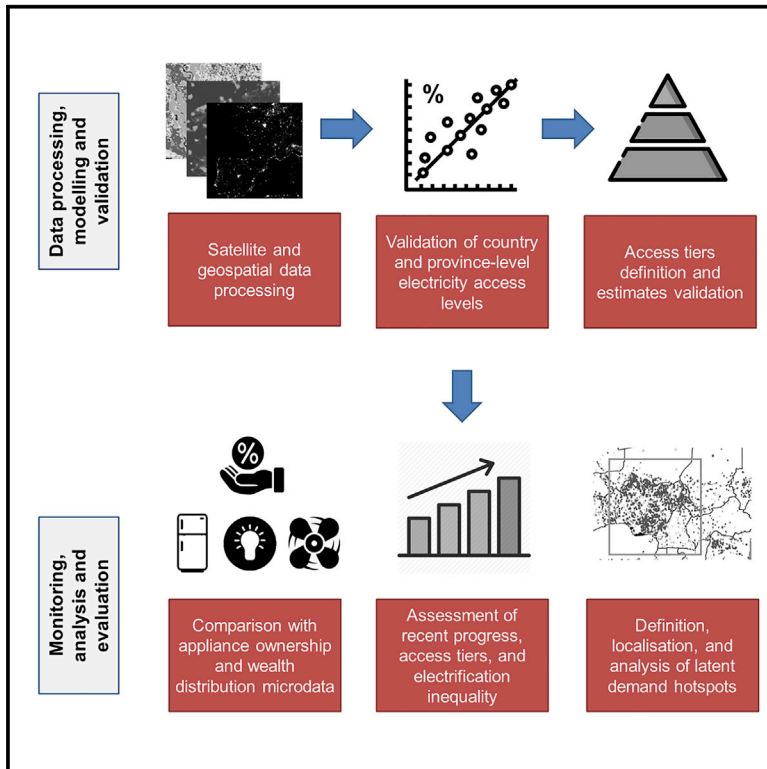 Data processing,
modelling and
validation
%
Satellite and
geospatial data
processing
Validation of country
and province-level
electricity access
levels
Access tiers
definition and
estimates validation
Monitoring,
analysis and
evaluation
%
Comparison with
appliance ownership
and wealth
distribution microdata
Assessment of
recent progress,
access tiers, and
electrification
inequality
Definition,
localisation, and
analysis of latent
demand hotspots